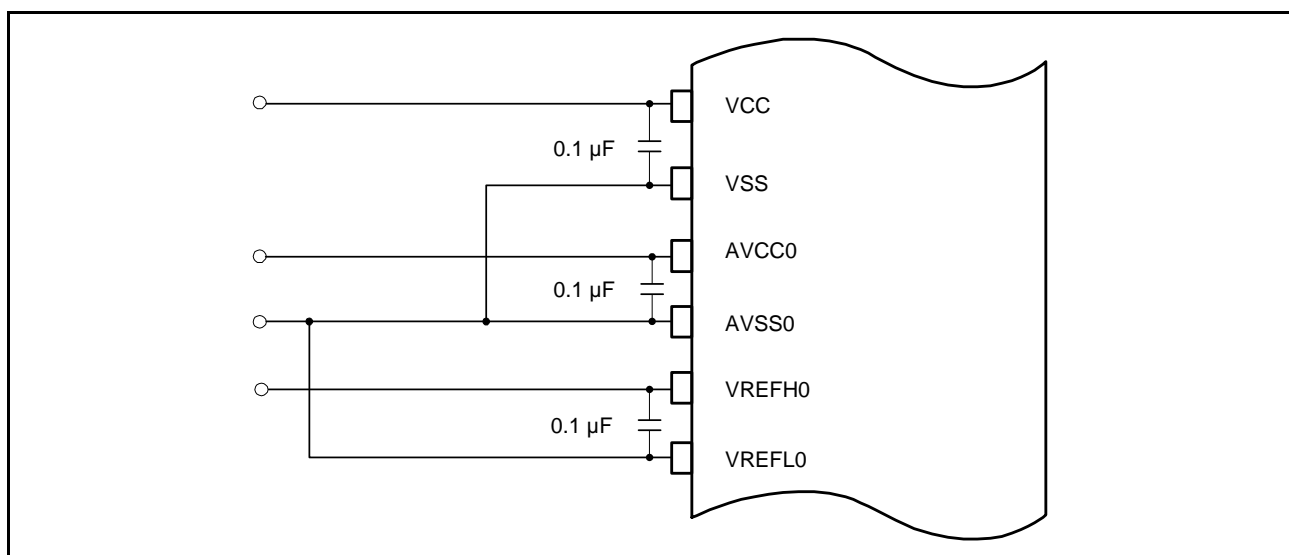 VCC
0.1 µF
VSS
AVCC0
0.1 µF
AVSS0
VREFH0
0.1 µF
VREFL0